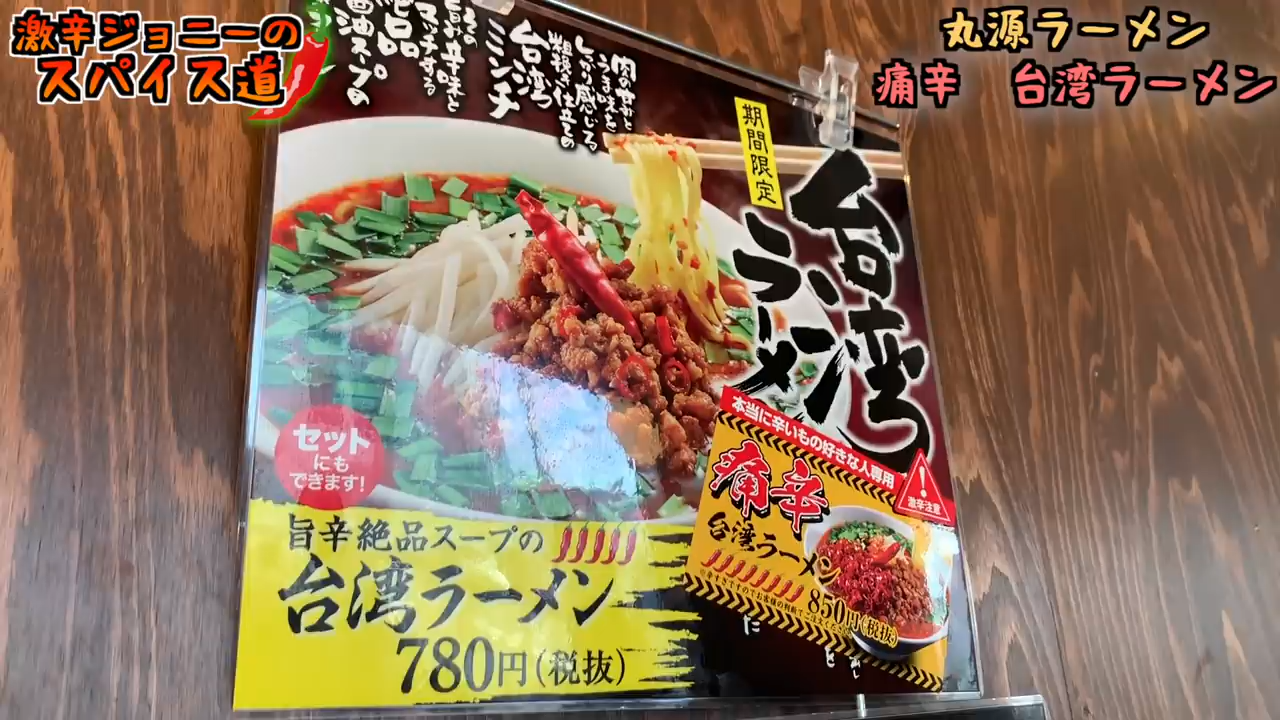 激辛ジョニーの
スパイス道
丸源ラーメン
痛辛　台湾ラーメン
肉の旨みと
うま味を
しっかり感じる
粗挽き仕立ての
台湾
ミンチ
旨み辛味と
マッチする
絶品
醤油スープの
期間限定
台湾
ラーメン
セット
にも
できます!
旨辛絶品スープの
台湾ラーメン
780円(税抜)
本当に辛いもの好きな人専用
痛辛
台湾ラーメン
850円(税抜)
!
激辛注意